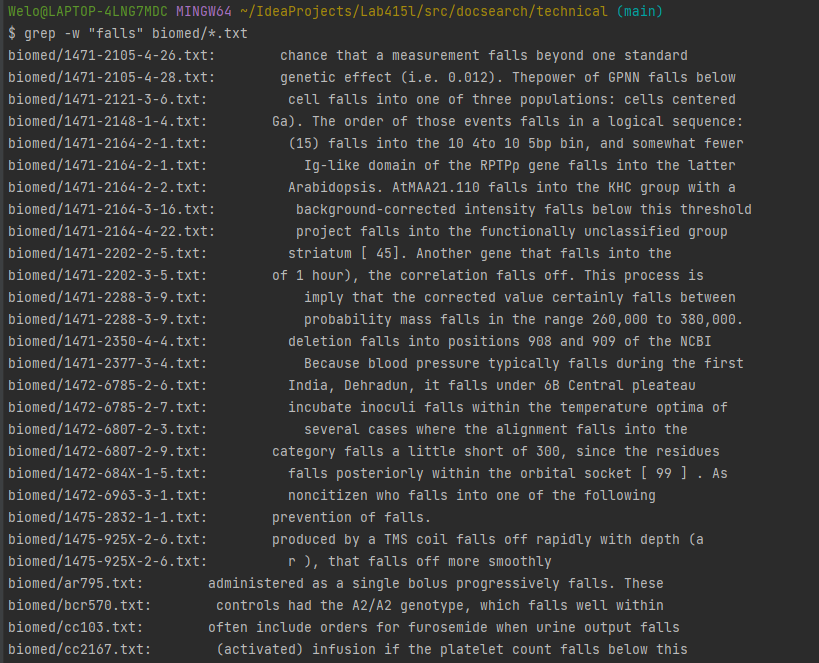 Welo@LAPTOP-4LNG7MDC MINGW64 ~/IdeaProjects/Lab415l/src/docsearch/technical (main)
$ grep -w "falls" biomed/*.txt
biomed/1471-2105-4-26.txt:        chance that a measurement falls beyond one standard
biomed/1471-2105-4-28.txt:        genetic effect (i.e. 0.012). Thepower of GPNN falls below
biomed/1471-2121-3-6.txt:          cell falls into one of three populations: cells centered
biomed/1471-2148-1-4.txt:        Ga). The order of those events falls in a logical sequence:
biomed/1471-2164-2-1.txt:          (15) falls into the 10 4to 10 5bp bin, and somewhat fewer
biomed/1471-2164-2-1.txt:            Ig-like domain of the RPTPρ gene falls into the latter
biomed/1471-2164-2-2.txt:          Arabidopsis. AtMAA21.110 falls into the KHC group with a
biomed/1471-2164-3-16.txt:          background-corrected intensity falls below this threshold
biomed/1471-2164-4-22.txt:          project falls into the functionally unclassified group
biomed/1471-2202-2-5.txt:          striatum [ 45]. Another gene that falls into the
biomed/1471-2202-3-5.txt:        of 1 hour), the correlation falls off. This process is
biomed/1471-2288-3-9.txt:            imply that the corrected value certainly falls between
biomed/1471-2288-3-9.txt:            probability mass falls in the range 260,000 to 380,000.
biomed/1471-2350-4-4.txt:          deletion falls into positions 908 and 909 of the NCBI
biomed/1471-2377-3-4.txt:            Because blood pressure typically falls during the first
biomed/1472-6785-2-6.txt:          India, Dehradun, it falls under 6B Central pleateau
biomed/1472-6785-2-7.txt:          incubate inoculi falls within the temperature optima of
biomed/1472-6807-2-3.txt:            several cases where the alignment falls into the
biomed/1472-6807-2-9.txt:        category falls a little short of 300, since the residues
biomed/1472-684X-1-5.txt:          falls posteriorly within the orbital socket [ 99 ] . As
biomed/1472-6963-3-1.txt:          noncitizen who falls into one of the following
biomed/1475-2832-1-1.txt:        prevention of falls.
biomed/1475-925X-2-6.txt:        produced by a TMS coil falls off rapidly with depth (a
biomed/1475-925X-2-6.txt:          r ), that falls off more smoothly
biomed/ar795.txt:        administered as a single bolus progressively falls. These
biomed/bcr570.txt:        controls had the A2/A2 genotype, which falls well within
biomed/cc103.txt:        often include orders for furosemide when urine output falls
biomed/cc2167.txt:        (activated) infusion if the platelet count falls below this